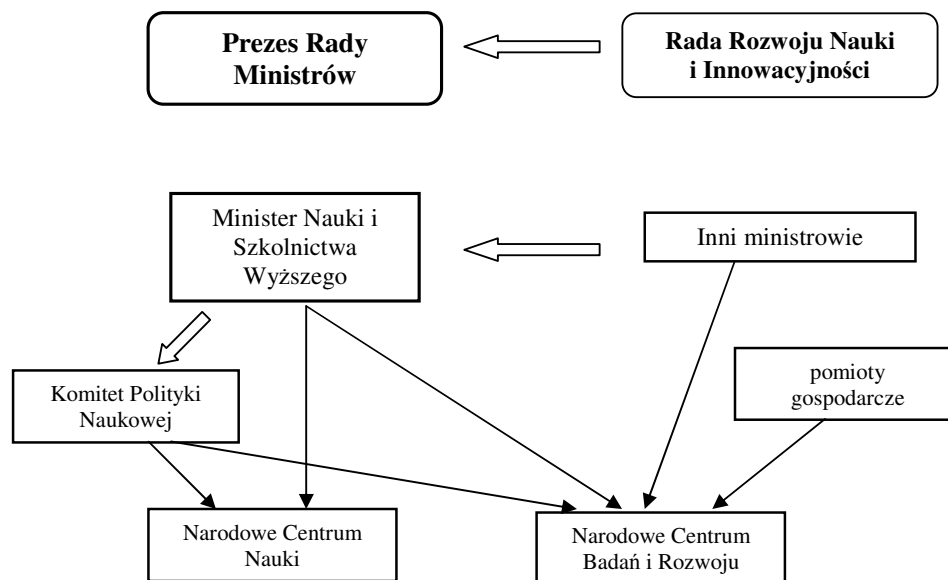 Prezes Rady
Ministrów
Rada Rozwoju Nauki
i Innowacyjności
Minister Nauki i
Szkolnictwa
Wyższego
Inni ministrowie
Komitet Polityki
Naukowej
pomioty
gospodarcze
Narodowe Centrum
Nauki
Narodowe Centrum
Badań i Rozwoju